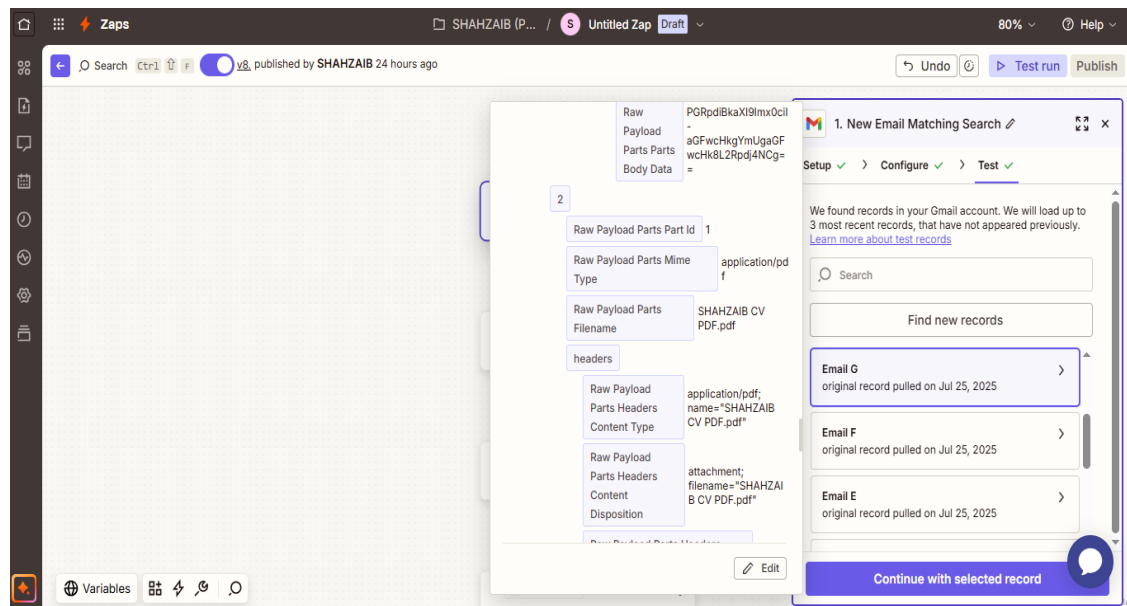 Zaps
SHAHZAIB (P... / S Untitled Zap Draft
80%
Help
Search Ctrl F
v8. published by SHAHZAIB 24 hours ago
Undo
Test run
Publish
Raw
Payload
Parts Parts
Body Data
-
aGFwcHkgYmUgaGF
=
2
Raw Payload Parts Part Id 1
Raw Payload Parts Mime
Type
application/pd
f
Raw Payload Parts
Filename
SHAHZAIB CV
PDF.pdf
headers
Raw Payload
Parts Headers
Content Type
application/pdf;
name="SHAHZAIB
CV PDF.pdf"
Raw Payload
Parts Headers
Content
Disposition
attachment;
filename="SHAHZAI
B CV PDF.pdf"
Edit
1. New Email Matching Search
Setup > Configure > Test
We found records in your Gmail account. We will load up to
3 most recent records, that have not appeared previously.
Learn more about test records
Search
Find new records
Email G
original record pulled on Jul 25, 2025
Email F
original record pulled on Jul 25, 2025
Email E
original record pulled on Jul 25, 2025
Continue with selected record
Variables